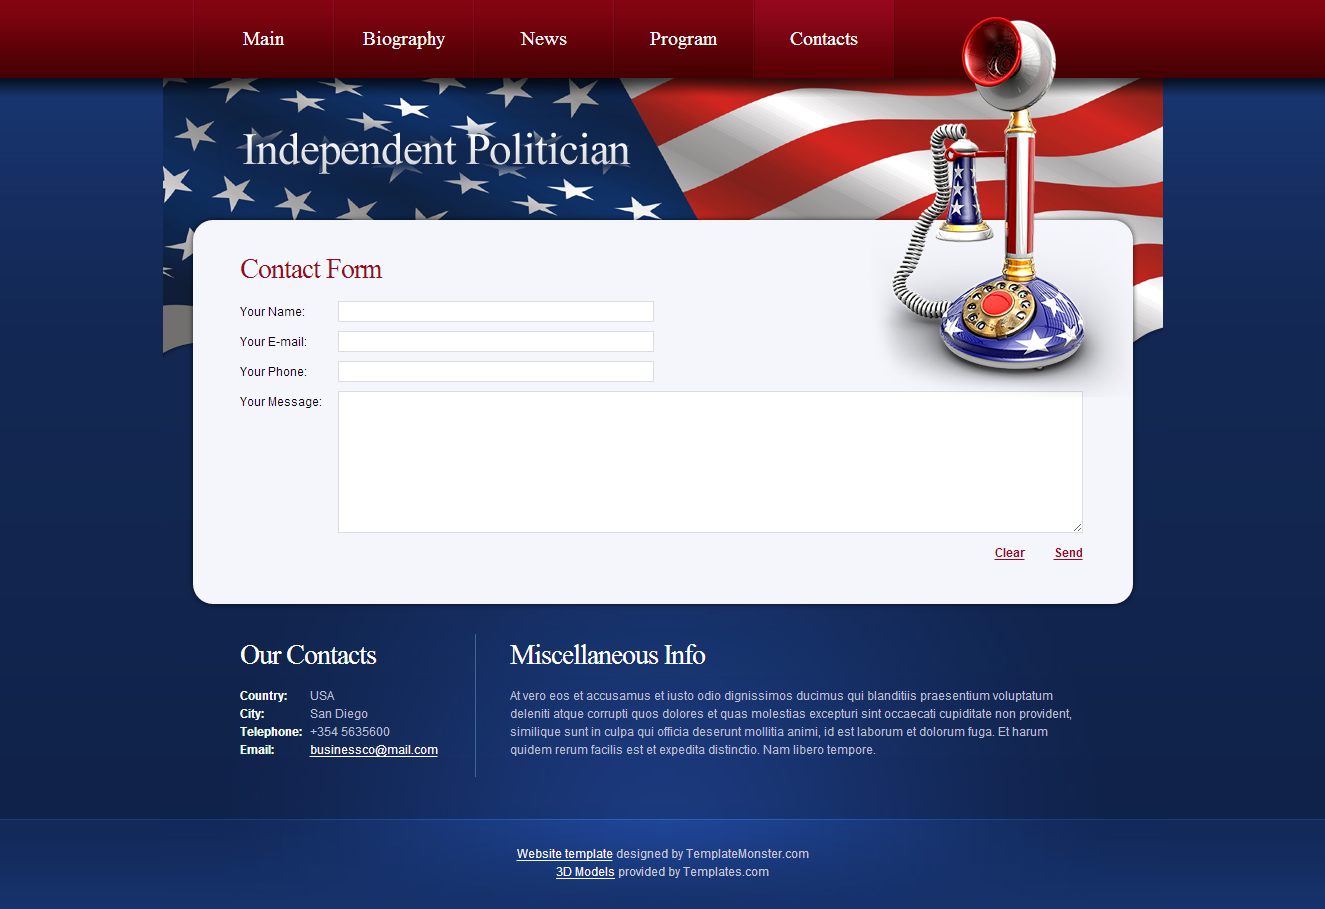 Main
Biography
News
Program
Contacts
Independent Politician
Contact Form
Your Name:
Your E-mail:
Your Phone:
Your Message:
Clear
Send
Our Contacts
Country: USA
City: San Diego
Telephone: +354 5635600
Email: businessco@mail.com
Miscellaneous Info
At vero eos et accusamus et iusto odio dignissimos ducimus qui blanditiis praesentium voluptatum
deleniti atque corrupti quos dolores et quas molestias excepturi sint occaecati cupiditate non provident,
similique sunt in culpa qui officia deserunt mollitia animi, id est laborum et dolorum fuga. Et harum
quidem rerum facilis est et expedita distinctio. Nam libero tempore.
Website template designed by TemplateMonster.com
3D Models provided by Templates.com